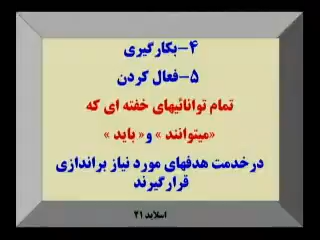 ۴-بکارگیری
۵-فعال کردن
تمام توانائیهای خفته ای که
«میتوانند » و« باید »
درخدمت هدفهای مورد نیاز براندازی
قرارگیرند
اسلاید ۲۱